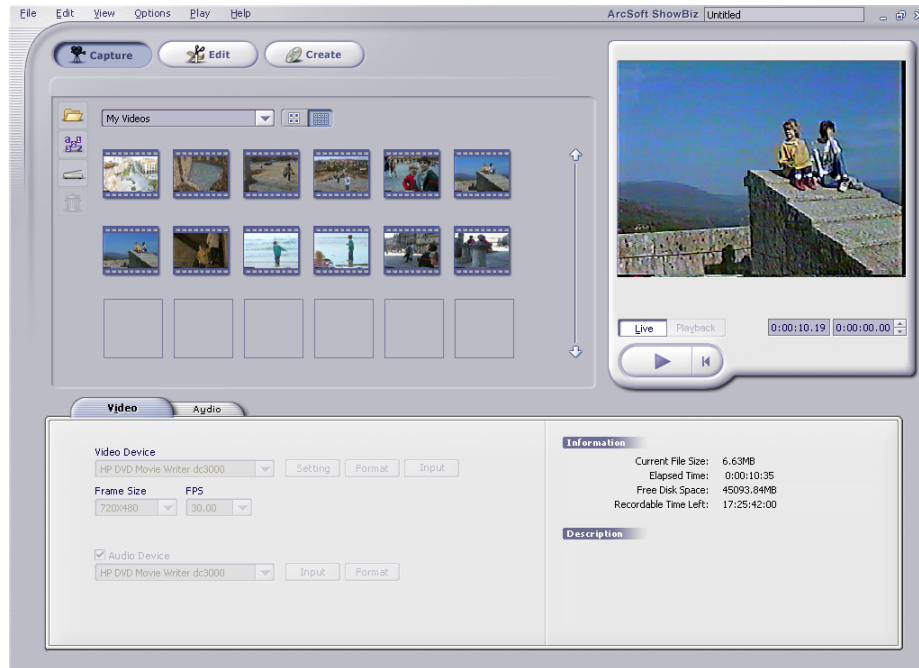 File Edit View Options Play Help ArcSoft ShowBiz Untitled
Capture Edit Create
My Videos
Live Playback 0:00:10.19 0:00:00.00
Video Audio
Video Device
HP DVD Movie Writer dc3000 Setting Format Input
Frame Size FPS
720X480 30.00
Audio Device
HP DVD Movie Writer dc3000 Input Format
Information
Current File Size: 6.63MB
Elapsed Time: 0:00:10:35
Free Disk Space: 45093.84MB
Recordable Time Left: 17:25:42:00
Description